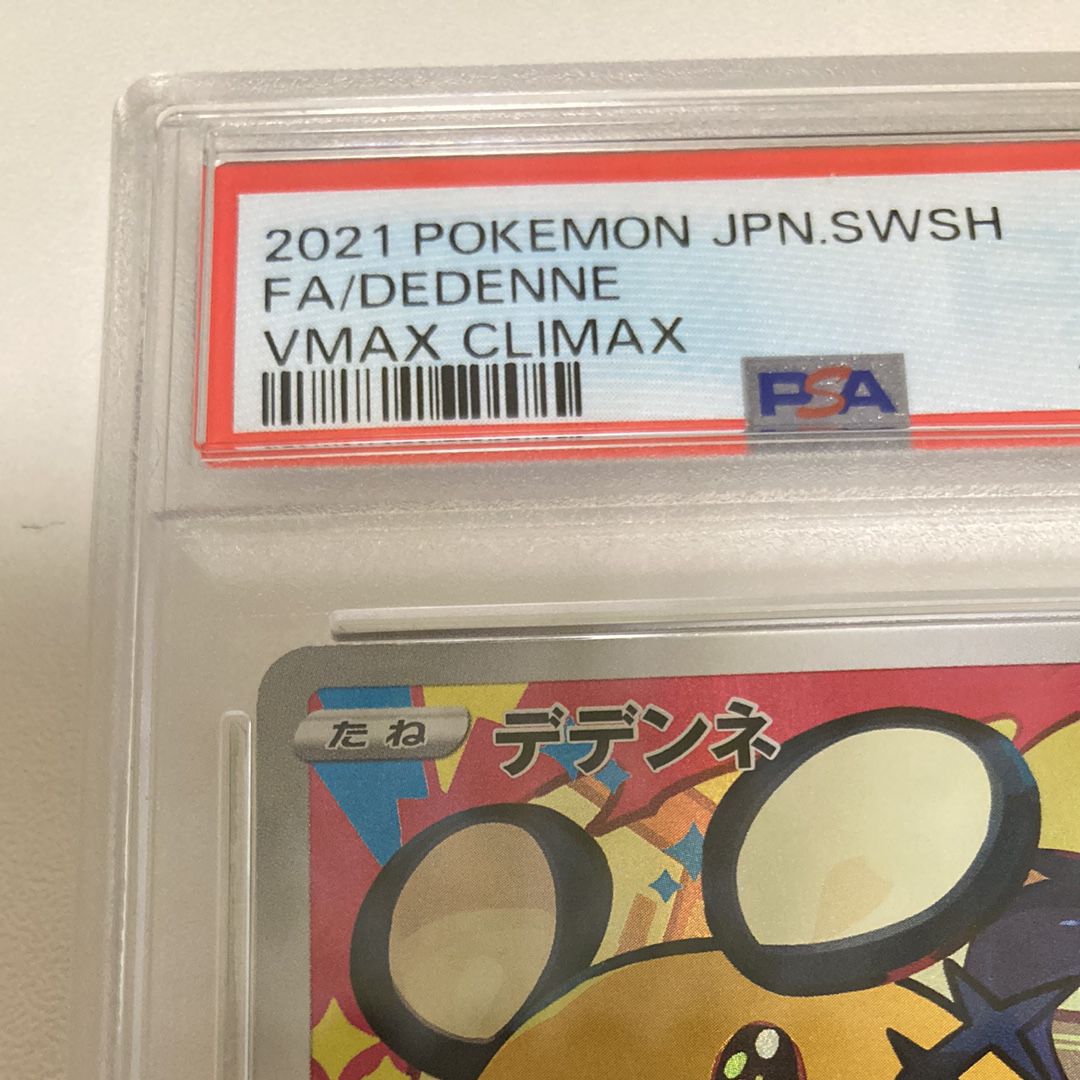 2021 POKEMON JPN.SWSH
FA/DEDENNE
VMAX CLIMAX
PSA
たね デデンネ